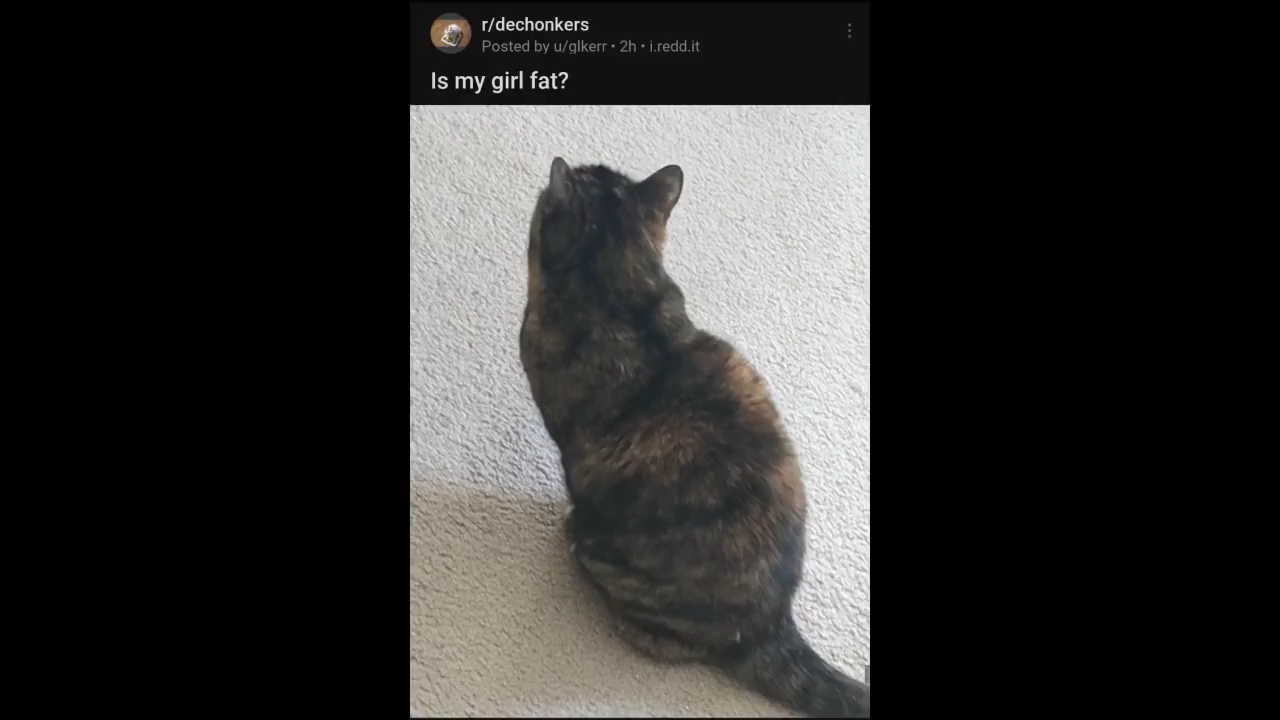 r/dechonkers
Posted by u/glkerr • 2h • i.redd.it
Is my girl fat?